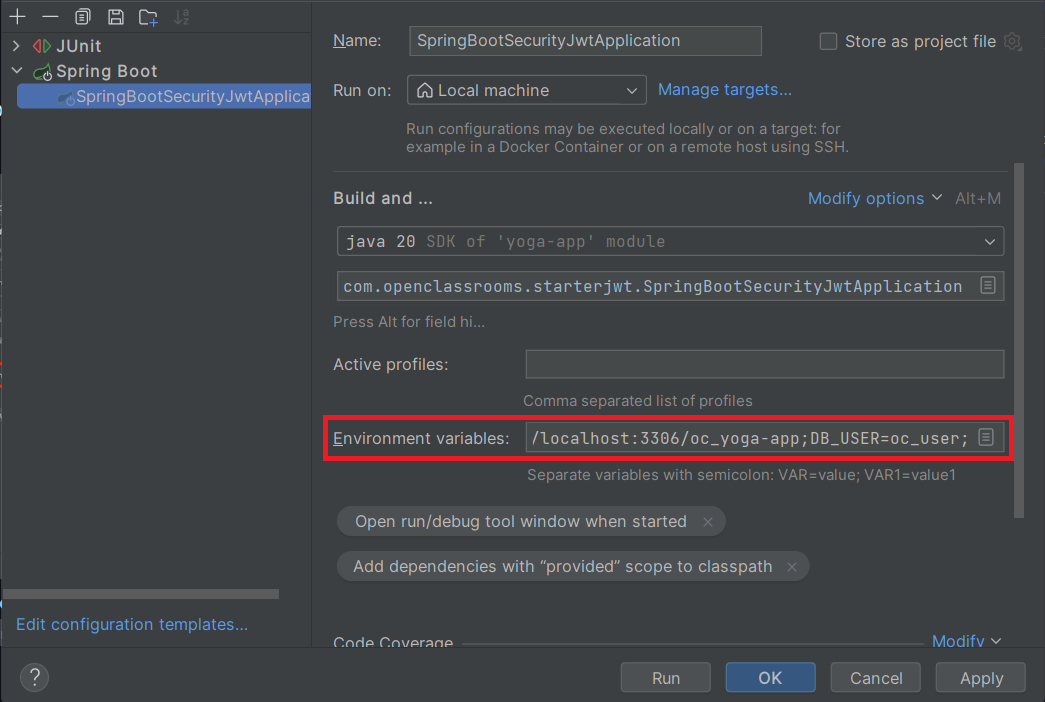 JUnit
Spring Boot
SpringBootSecurityJwtApplica
Edit configuration templates...
Name: SpringBootSecurityJwtApplication Store as project file
Run on: Local machine Manage targets...
Run configurations may be executed locally or on a target: for
example in a Docker Container or on a remote host using SSH.
Build and ... Modify options Alt+M
java 20 SDK of 'yoga-app' module
com.openclassrooms.starterjwt.SpringBootSecurityJwtApplication
Press Alt for field hi...
Active profiles:
Comma separated list of profiles
Environment variables: /localhost:3306/oc_yoga-app;DB_USER=oc_user;
Separate variables with semicolon: VAR=value; VAR1=value1
Open run/debug tool window when started ×
Add dependencies with “provided” scope to classpath ×
Code Coverage Modify
? Run OK Cancel Apply